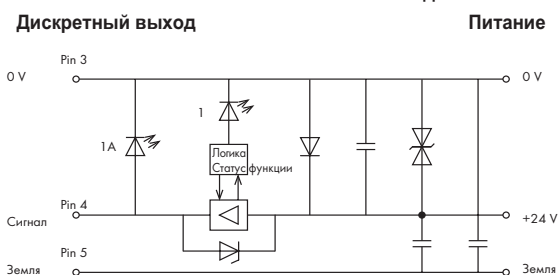 Дискретный выход
Питание
Pin 3
0 V
0 V
1
1A
Логика
Статус функции
Pin 4
Сигнал
+24 V
Pin 5
Земля
Земля